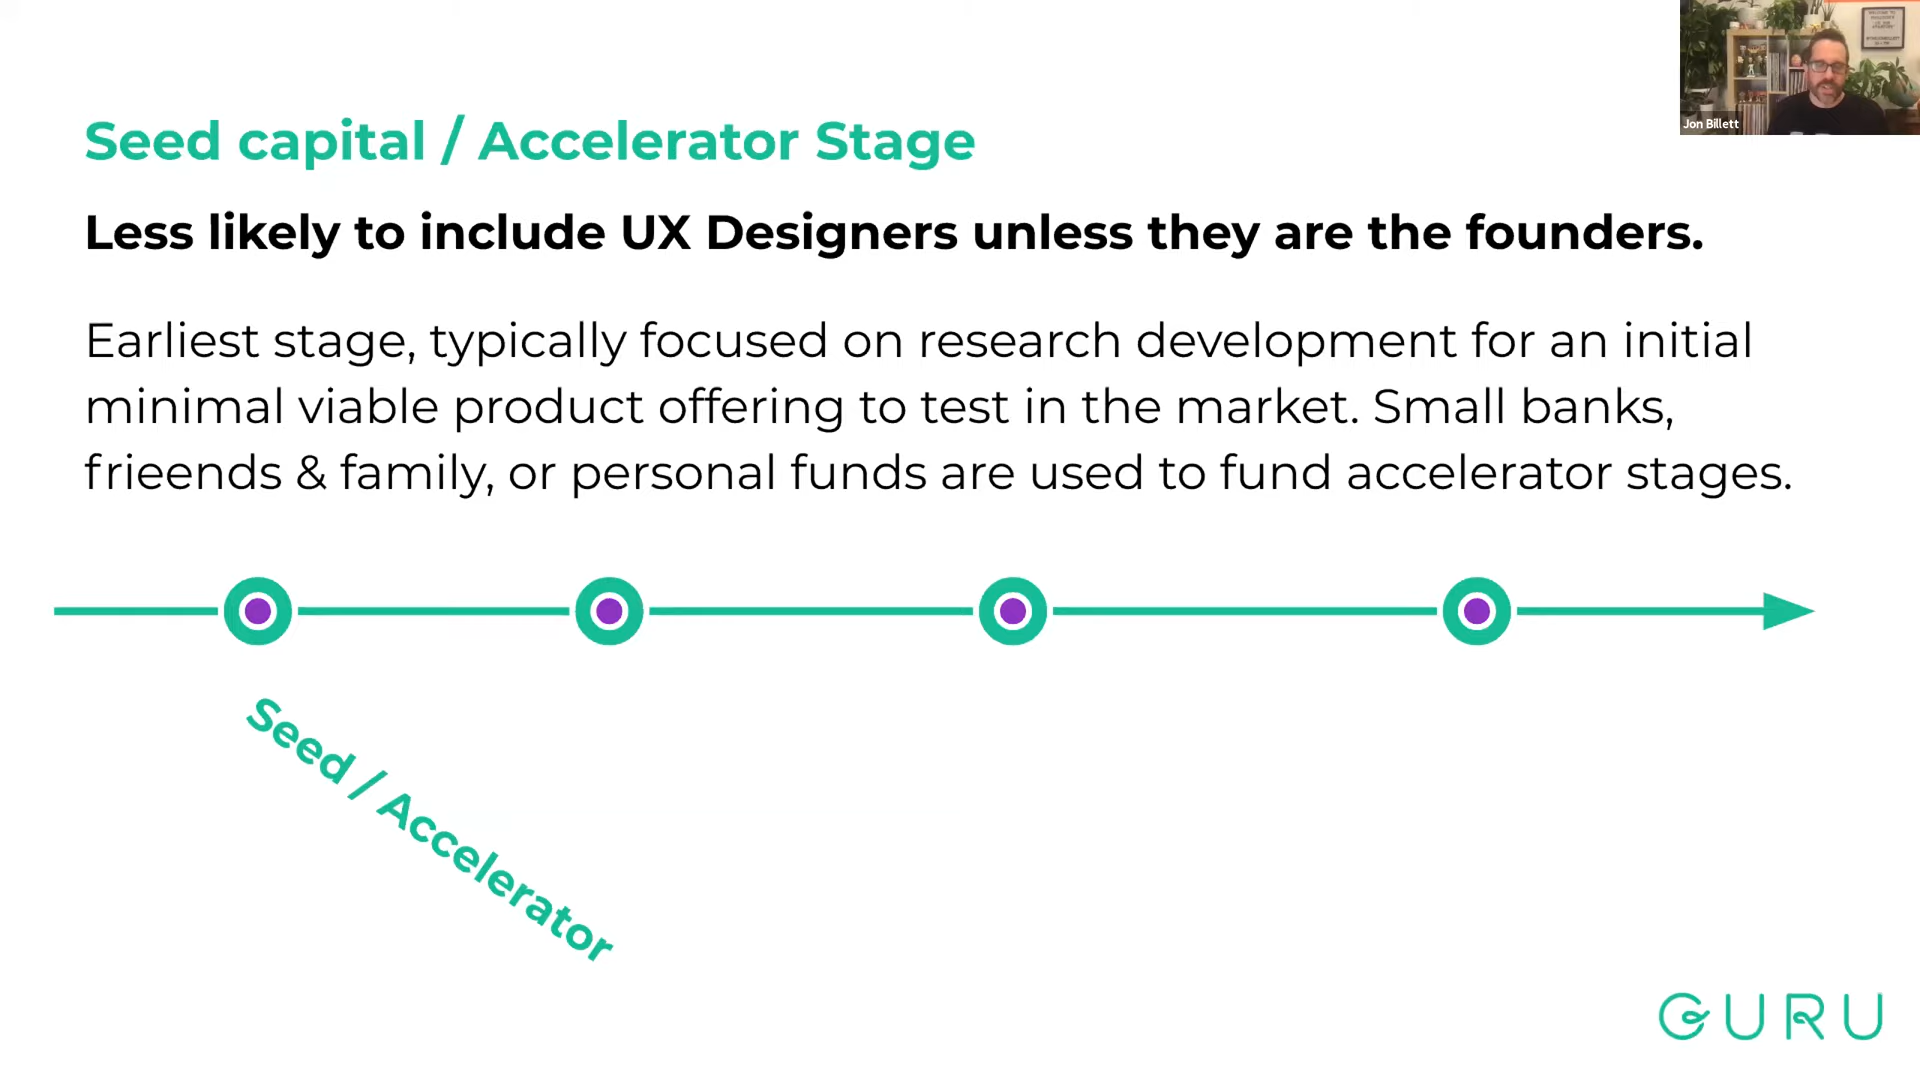 Seed capital / Accelerator Stage
Less likely to include UX Designers unless they are the founders.
Earliest stage, typically focused on research development for an initial
minimal viable product offering to test in the market. Small banks,
frieends & family, or personal funds are used to fund accelerator stages.
Seed / Accelerator
Jon Billett
GURU